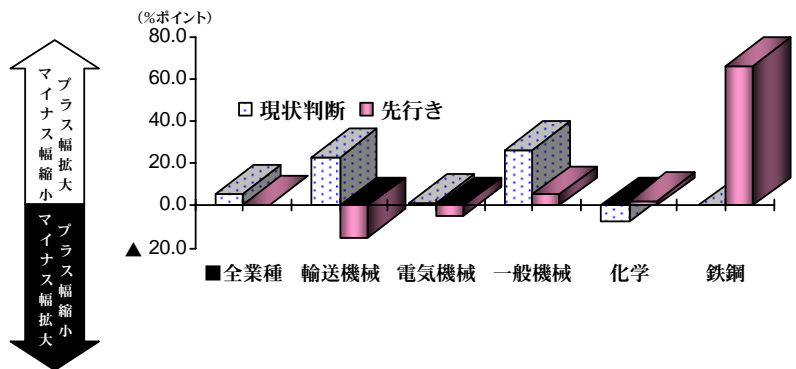 （％ポイント）
80.0
60.0
40.0
20.0
0.0
▲ 20.0
プラス幅拡大
マイナス幅縮小
プラス幅縮小
マイナス幅拡大
現状判断 先行き
■全業種 輸送機械 電気機械 一般機械 化学 鉄鋼